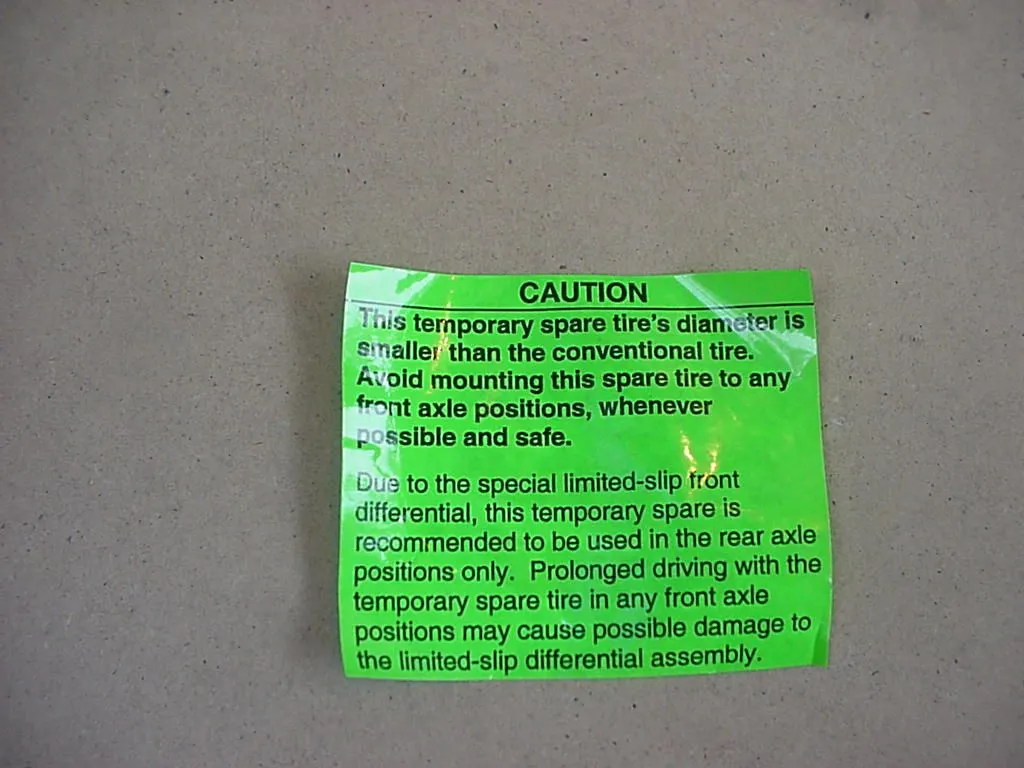 CAUTION
This temporary spare tire's diameter is
smaller than the conventional tire.
Avoid mounting this spare tire to any
front axle positions, whenever
possible and safe.
Due to the special limited-slip front
differential, this temporary spare is
recommended to be used in the rear axle
positions only. Prolonged driving with the
temporary spare tire in any front axle
positions may cause possible damage to
the limited-slip differential assembly.